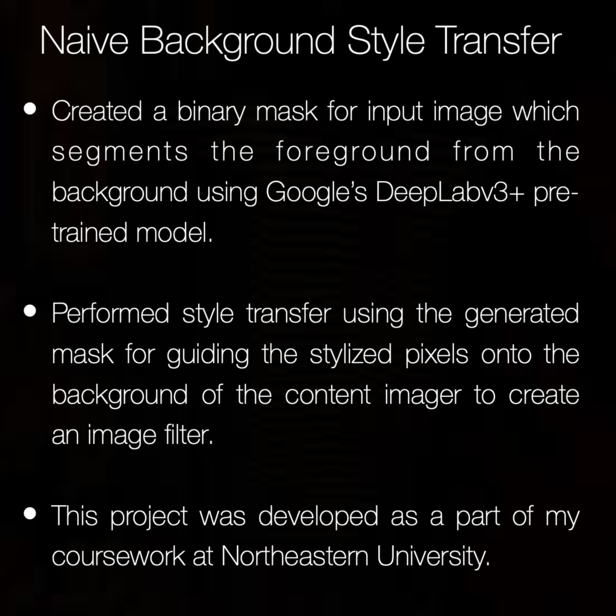 Naive Background Style Transfer
• Created a binary mask for input image which
segments the foreground from the
background using Google's DeepLabv3+ pre-
trained model.
• Performed style transfer using the generated
mask for guiding the stylized pixels onto the
background of the content imager to create
an image filter.
• This project was developed as a part of my
coursework at Northeastern University.